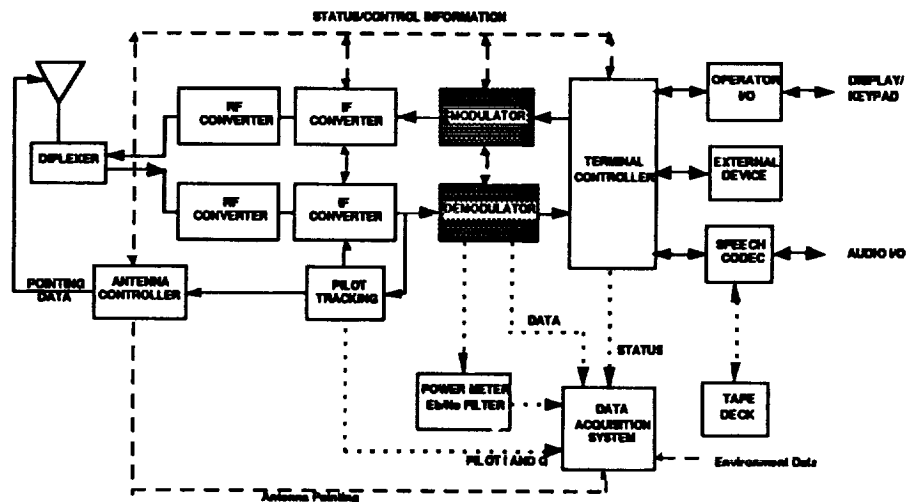 STATUS/CONTROL INFORMATION
RF
CONVERTER
IF
CONVERTER
EMODULATOR
OPERATOR
I/O
DISPLAY/
KEYPAD
DIPLEXER
TERMINAL
CONTROLLER
EXTERNAL
DEVICE
RF
CONVERTER
IF
CONVERTER
DEMODULATOR
SPEECH
CODEC
AUDIO I/O
POINTING
DATA
ANTENNA
CONTROLLER
PILOT
TRACKING
DATA
STATUS
POWER METER
Eb/No FILTER
DATA
ACQUISITION
SYSTEM
TAPE
DECK
PILOT I AND Q
Environment Data
Antenna Pointing